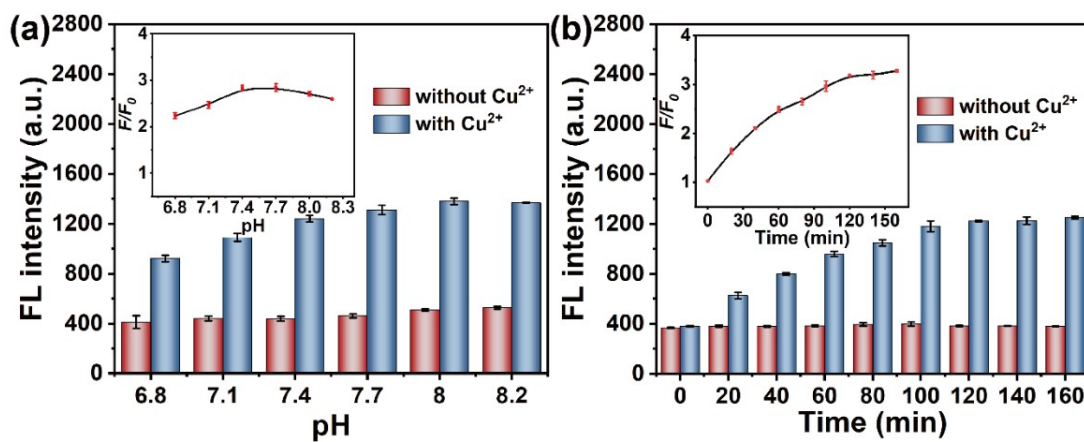 (a)
FL intensity (a.u.)
2800
2400
2000
1600
1200
800
400
0
F/F0
4
3
2
1
6.8 7.1 7.4 7.7 8.0 8.3
pH
without Cu2+
with Cu2+
6.8 7.1 7.4 7.7 8 8.2
pH
(b)
FL intensity (a.u.)
2800
2400
2000
1600
1200
800
400
0
F/F0
4
3
2
1
0 30 60 90 120 150
Time (min)
without Cu2+
with Cu2+
0 20 40 60 80 100 120 140 160
Time (min)